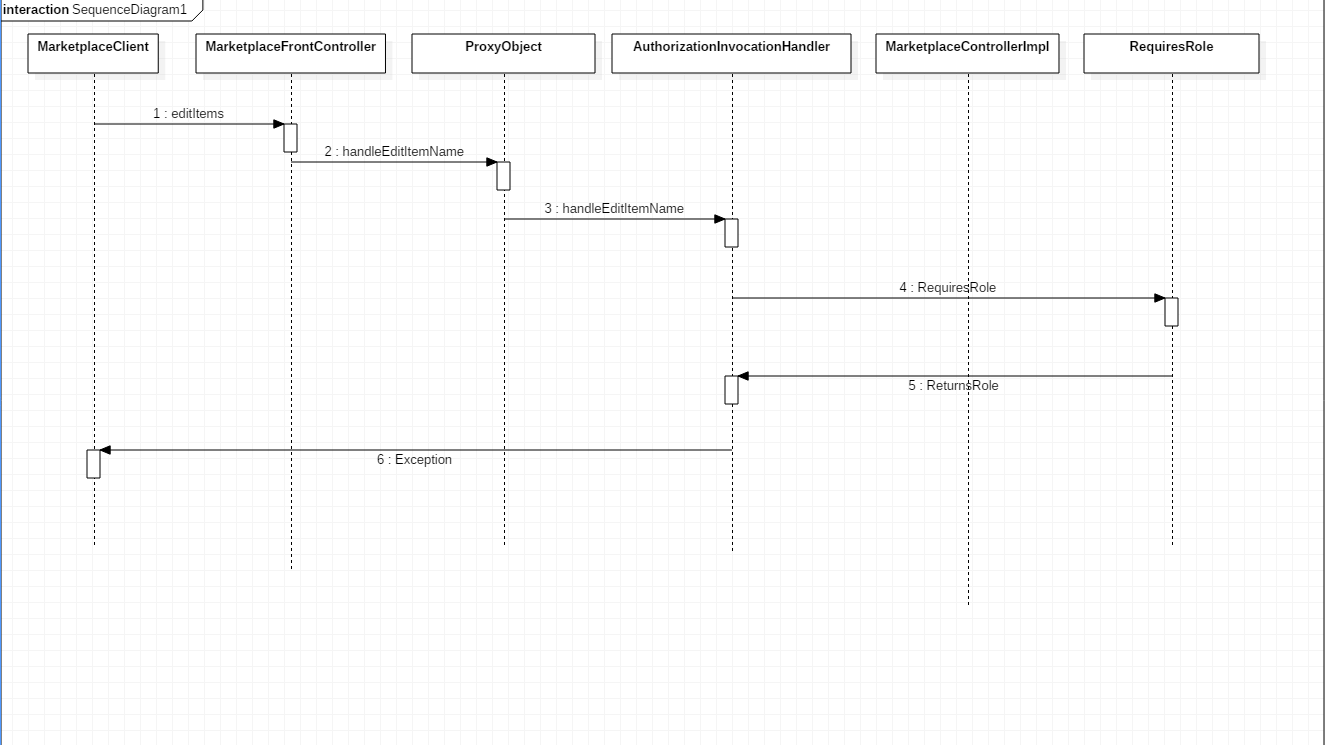 interaction SequenceDiagram1
MarketplaceClient
MarketplaceFrontController
ProxyObject
AuthorizationInvocationHandler
MarketplaceControllerImpl
RequiresRole
1 : editItems
2 : handleEditItemName
3 : handleEditItemName
4 : RequiresRole
5 : ReturnsRole
6 : Exception